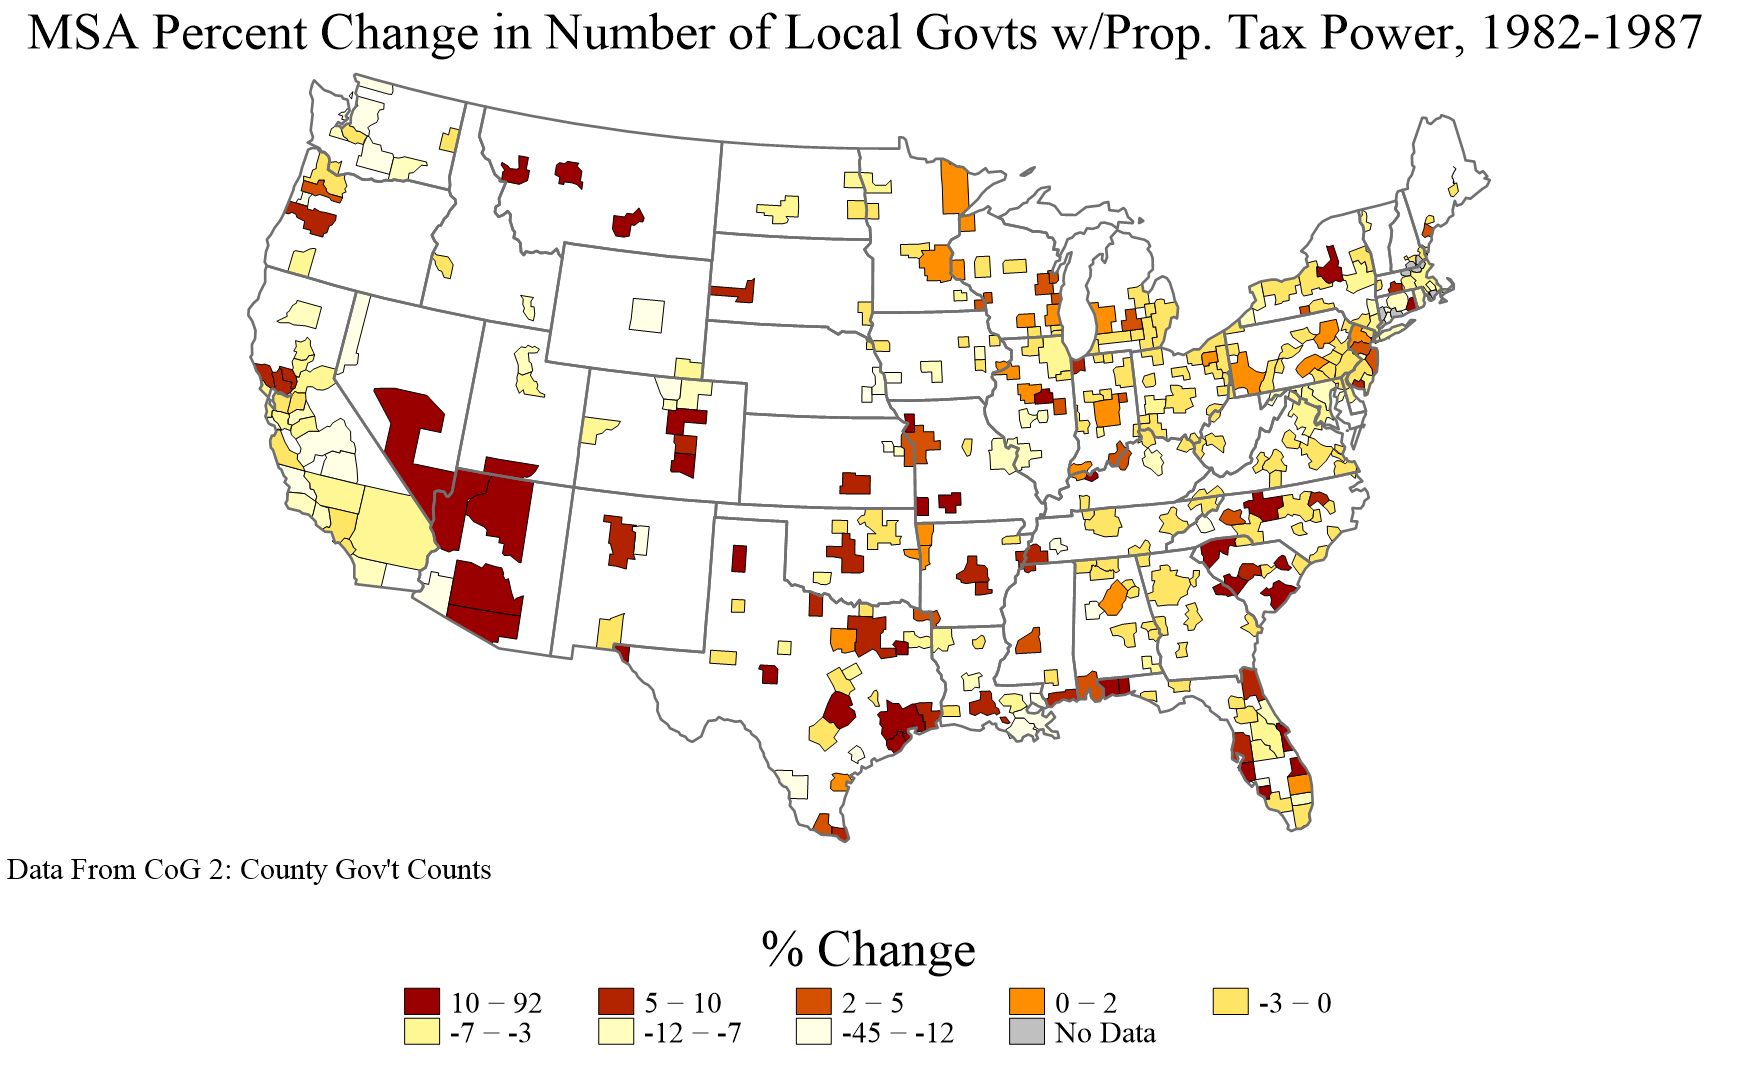 MSA Percent Change in Number of Local Govts w/Prop. Tax Power, 1982-1987
Data From CoG 2: County Gov't Counts
% Change
10 – 92
5 – 10
2 – 5
0 – 2
-3 – 0
-7 – -3
-12 – -7
-45 – -12
No Data